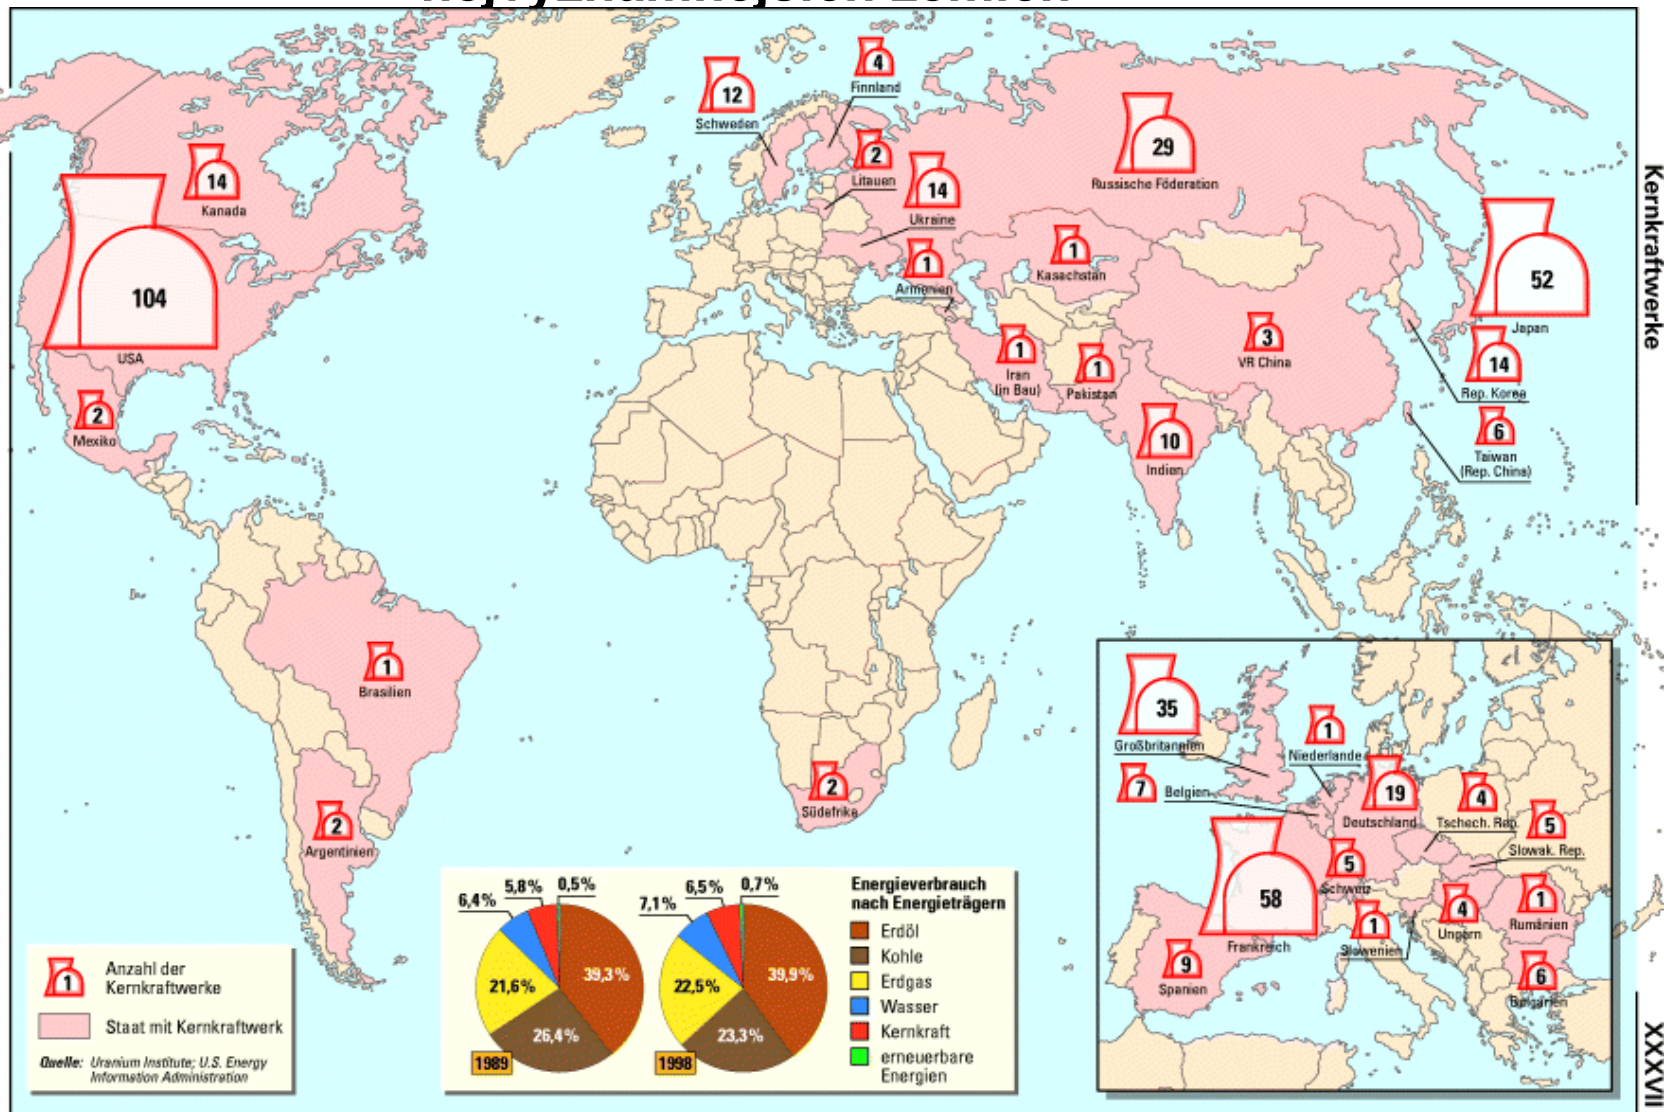 Kernkraftwerke
XXXVII
4
Finnland
12
Schweden
2
Litauen
14
Ukraine
29
Russische Föderation
14
Kanada
104
USA
2
Mexiko
1
Armenien
1
Kasachstan
1
Iran
(in Bau)
1
Pakistan
3
VR China
52
Japan
14
Rep. Korea
6
Taiwan
(Rep. China)
10
Indien
1
Brasilien
2
Argentinien
2
Südafrika
35
Großbritannien
1
Niederlande
7
Belgien
19
Deutschland
4
Tschech. Rep.
5
Slowak. Rep.
5
Schweiz
58
Frankreich
1
Slowenien
4
Ungarn
1
Rumänien
9
Spanien
6
Bulgarien
1
Anzahl der
Kernkraftwerke
Staat mit Kernkraftwerk
Quelle: Uranium Institute; U.S. Energy
Information Administration
6,4%
5,8%
0,5%
39,3%
21,6%
26,4%
1989
7,1%
6,5%
0,7%
39,9%
22,5%
23,3%
1998
Energieverbrauch
nach Energieträgern
Erdöl
Kohle
Erdgas
Wasser
Kernkraft
erneuerbare
Energien